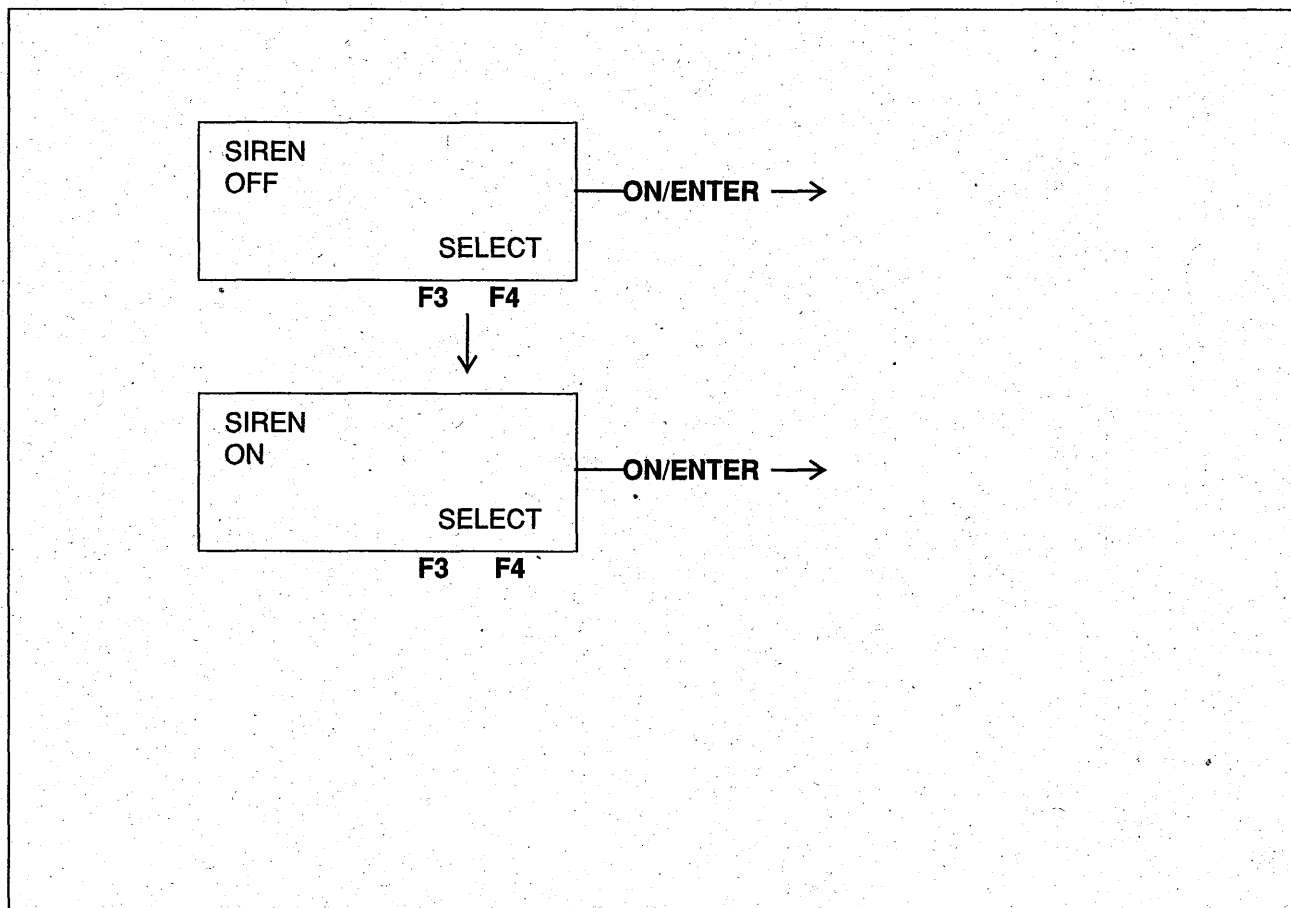 SIREN
OFF
ON/ENTER
SELECT
F3 F4
SIREN
ON
ON/ENTER
SELECT
F3 F4